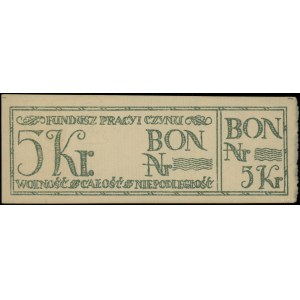 FUNDUSZ PRACY I CZYNU
5 Kr.
BON
Nr
WOLNOŚĆ CAŁOŚĆ NIEPODLEGŁOŚĆ
BON
Nr
5 Kr